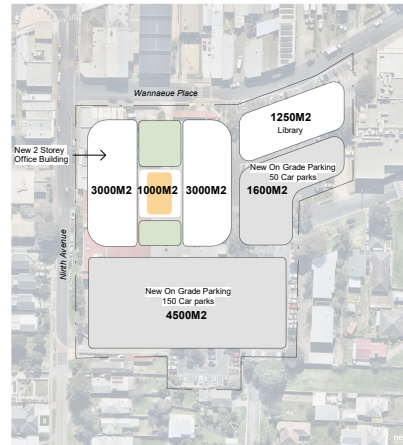 Wannaeue Place
1250M2
Library
New 2 Storey
Office Building
New On Grade Parking
50 Car parks
3000M2
1000M2
3000M2
1600M2
Ninth Avenue
New On Grade Parking
150 Car parks
4500M2